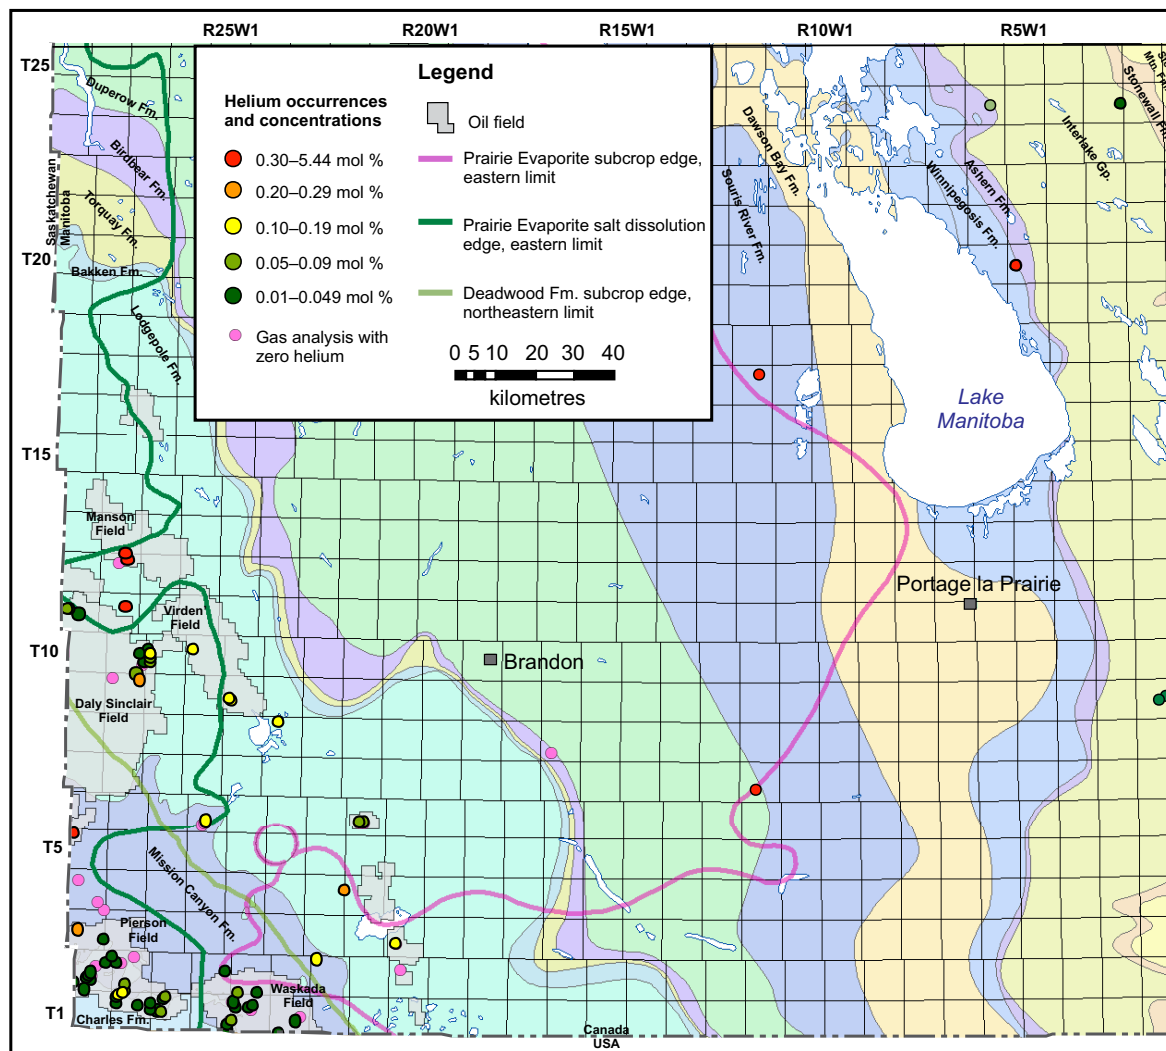 R25W1
R20W1
R15W1
R10W1
R5W1
T25
T20
T15
T10
T5
T1
Saskatchewan
Manitoba
Legend
Helium occurrences
and concentrations
0.30–5.44 mol %
0.20–0.29 mol %
0.10–0.19 mol %
0.05–0.09 mol %
0.01–0.049 mol %
Gas analysis with
zero helium
Oil field
Prairie Evaporite subcrop edge,
eastern limit
Prairie Evaporite salt dissolution
edge, eastern limit
Deadwood Fm. subcrop edge,
northeastern limit
0 5 10 20 30 40
kilometres
Duperow Fm.
Birdbear Fm.
Torquay Fm.
Bakken Fm.
Lodgepole Fm.
Souris River Fm.
Dawson Bay Fm.
Winnipegosis Fm.
Ashern Fm.
Interlake Gp.
Stonewall Fm.
Lake
Manitoba
Manson
Field
Virden
Field
Portage la Prairie
Brandon
Daly Sinclair
Field
Mission Canyon Fm.
Pierson
Field
Waskada
Field
Charles Fm.
Canada
USA